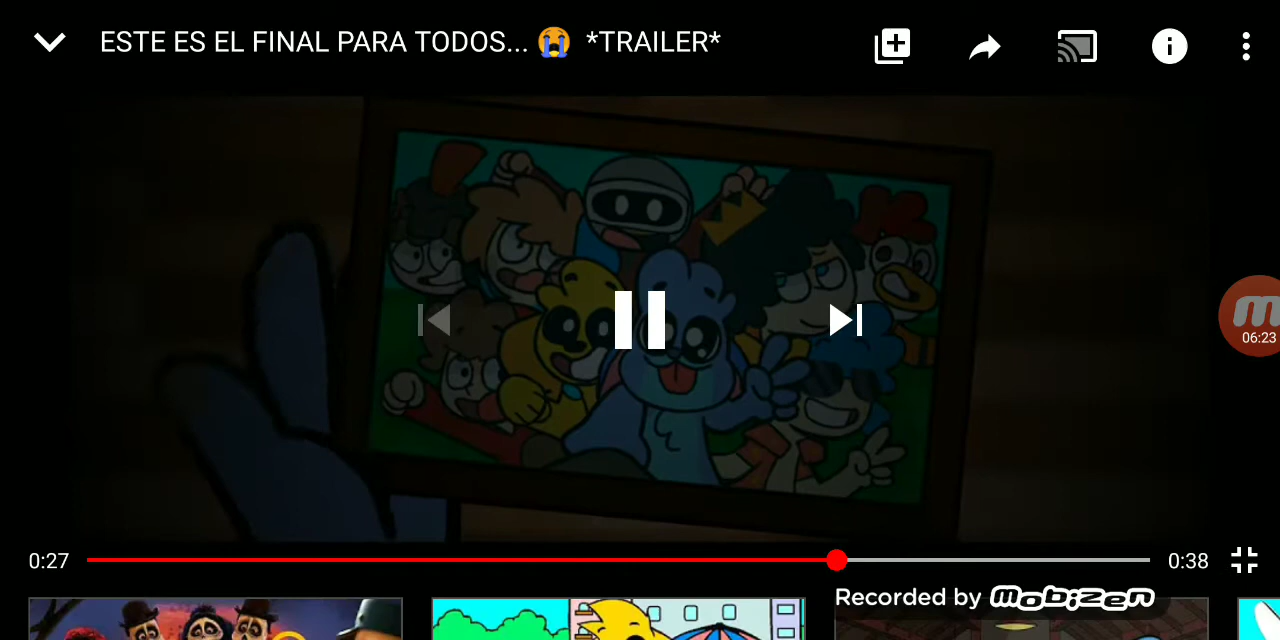 ESTE ES EL FINAL PARA TODOS... 😭 *TRAILER*
06:23
0:27
0:38
Recorded by mobizen